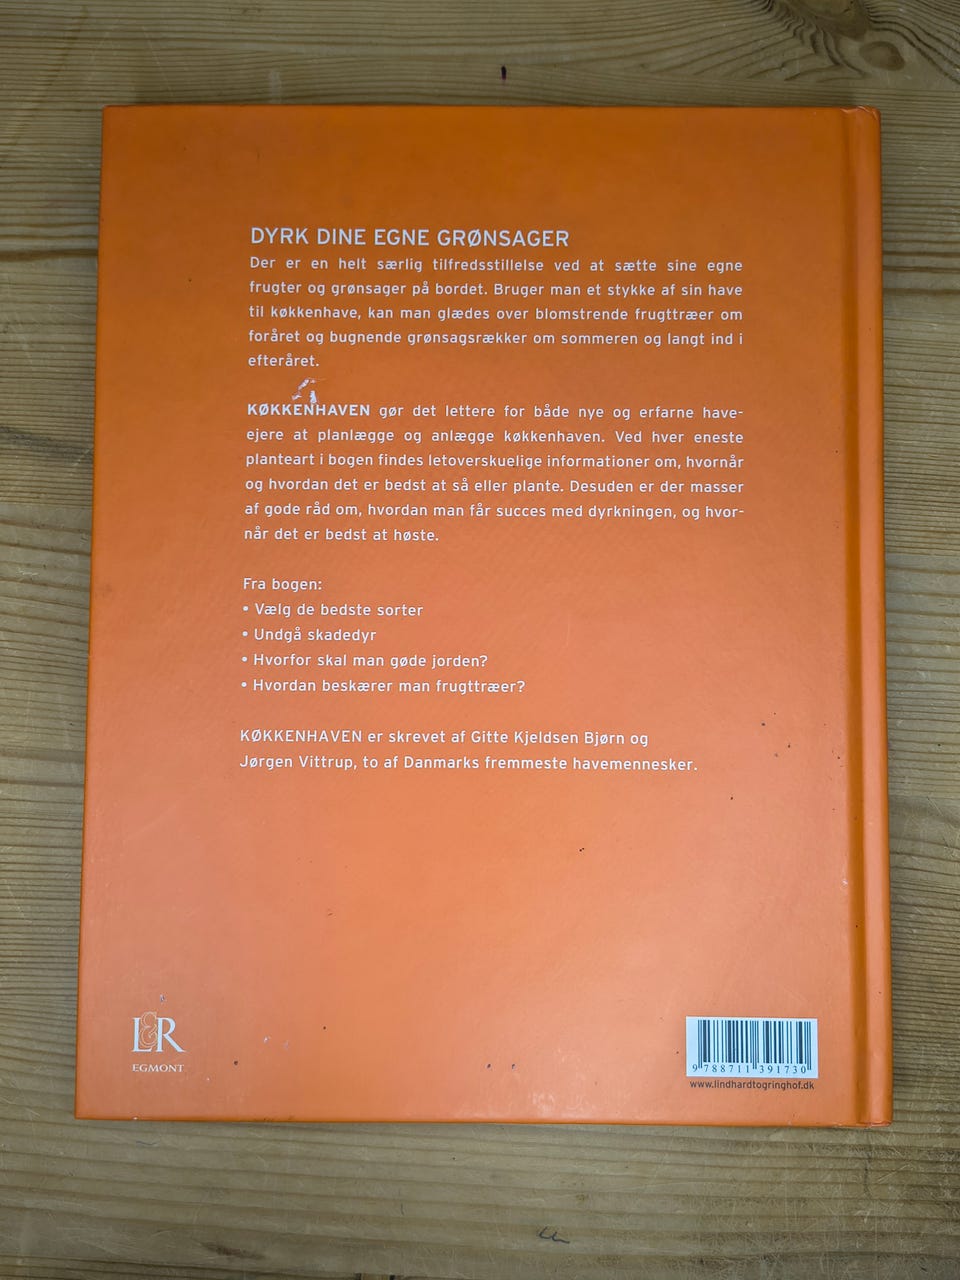 DYRK DINE EGNE GRØNSAGER
Der er en helt særlig tilfredsstillelse ved at sætte sine egne
frugter og grønsager på bordet. Bruger man et stykke af sin have
til køkkenhave, kan man glædes over blomstrende frugttræer om
foråret og bugnende grønsagsrækker om sommeren og langt ind i
efteråret.
KØKKENHAVEN gør det lettere for både nye og erfarne have-
ejere at planlægge og anlægge køkkenhaven. Ved hver eneste
planteart i bogen findes letoverskuelige informationer om, hvornår
og hvordan det er bedst at så eller plante. Desuden er der masser
af gode råd om, hvordan man får succes med dyrkningen, og hvor-
når det er bedst at høste.
Fra bogen:
• Vælg de bedste sorter
• Undgå skadedyr
• Hvorfor skal man gøde jorden?
• Hvordan beskærer man frugttræer?
KØKKENHAVEN er skrevet af Gitte Kjeldsen Bjørn og
Jørgen Vittrup, to af Danmarks fremmeste havemennesker.
L&R
EGMONT
9 788711 391730
www.lindhardtogringhof.dk